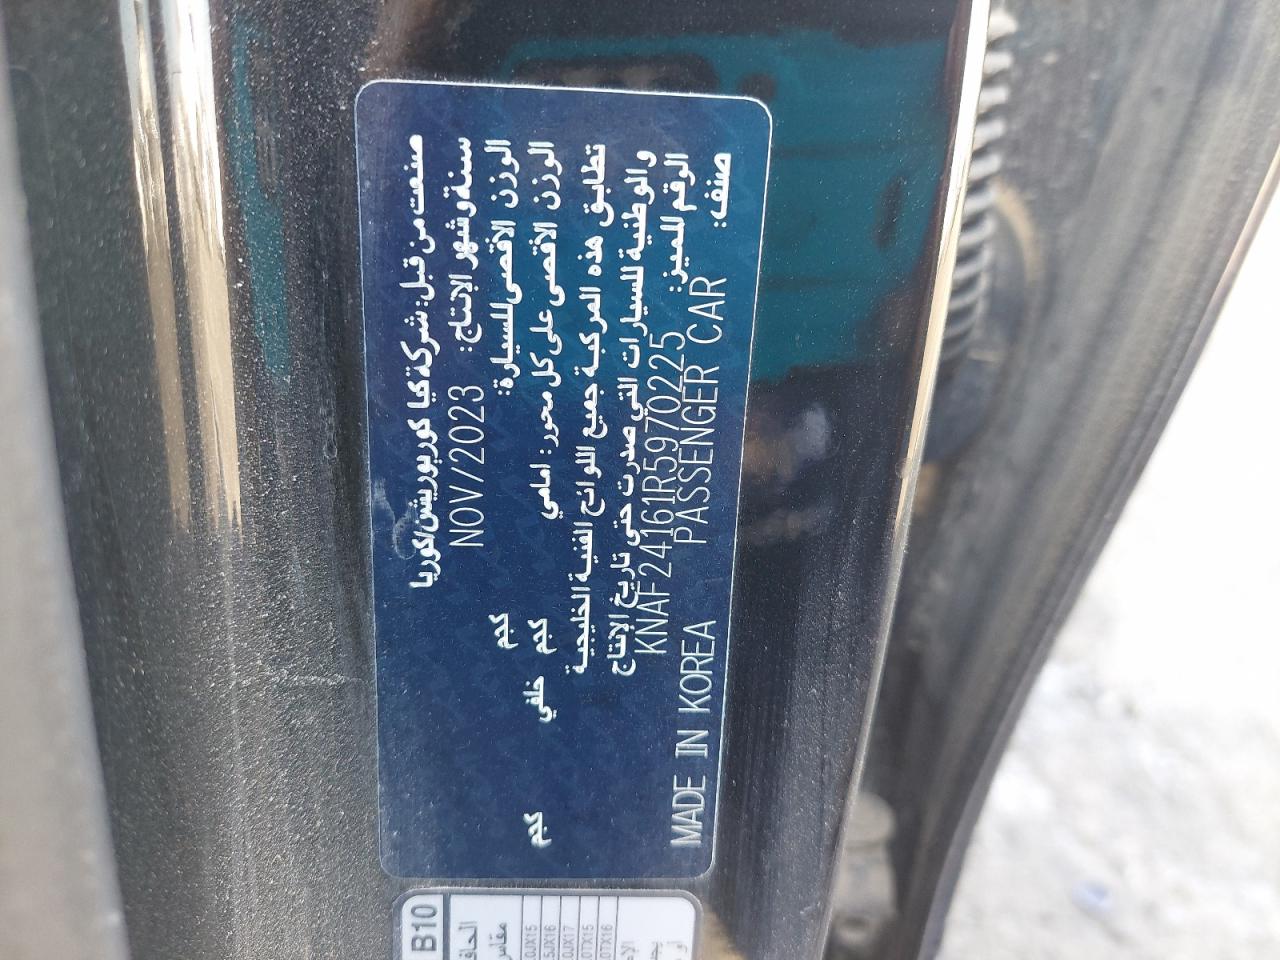 صنعت من قبل: شركة كيا كوربوريشن/كوريا
سنة وشهر الإنتاج: NOV/2023
الوزن الأقصى للسيارة: كجم
الوزن الأقصى على كل محور: امامي كجم خلفي كجم
تطابق هذه المركبة جميع اللوائح الفنية الخليجية
والوطنية للسيارات التي صدرت حتى تاريخ الإنتاج
الرقم المميز: KNAF24161R5970225
صنف: PASSENGER CAR MADE IN KOREA
B10